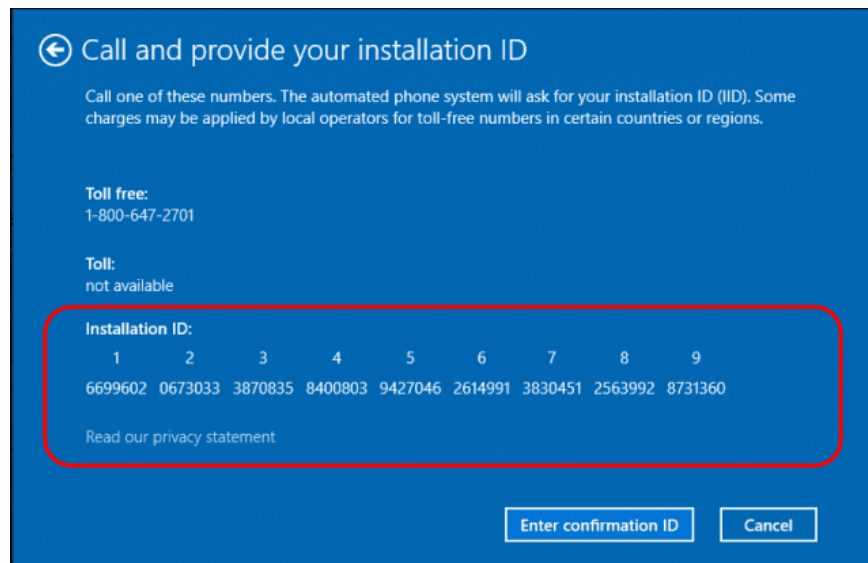 Call and provide your installation ID
Call one of these numbers. The automated phone system will ask for your installation ID (IID). Some
charges may be applied by local operators for toll-free numbers in certain countries or regions.
Toll free:
1-800-647-2701
Toll:
not available
Installation ID:
1 2 3 4 5 6 7 8 9
6699602 0673033 3870835 8400803 9427046 2614991 3830451 2563992 8731360
Read our privacy statement
Enter confirmation ID Cancel